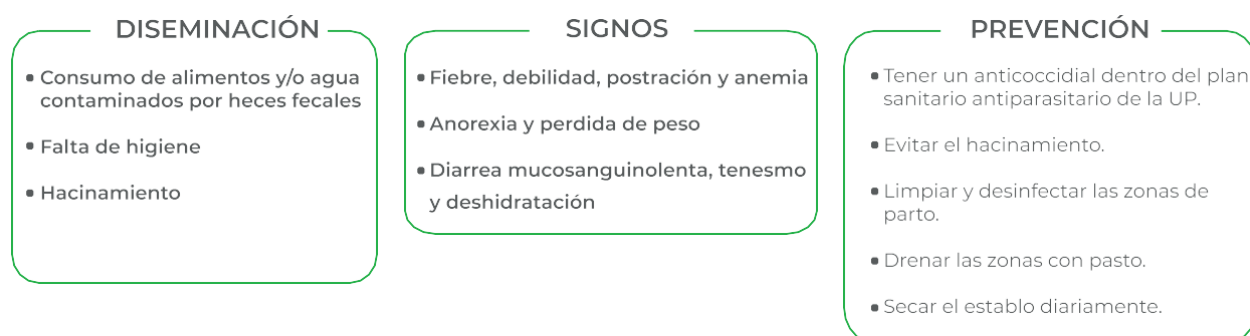 DISEMINACIÓN
• Consumo de alimentos y/o agua
contaminados por heces fecales
• Falta de higiene
• Hacinamiento
SIGNOS
• Fiebre, debilidad, postración y anemia
• Anorexia y perdida de peso
• Diarrea mucosanguinolenta, tenesmo
y deshidratación
PREVENCIÓN
• Tener un anticoccidial dentro del plan
sanitario antiparasitario de la UP.
• Evitar el hacinamiento.
• Limpiar y desinfectar las zonas de
parto.
• Drenar las zonas con pasto.
• Secar el establo diariamente.